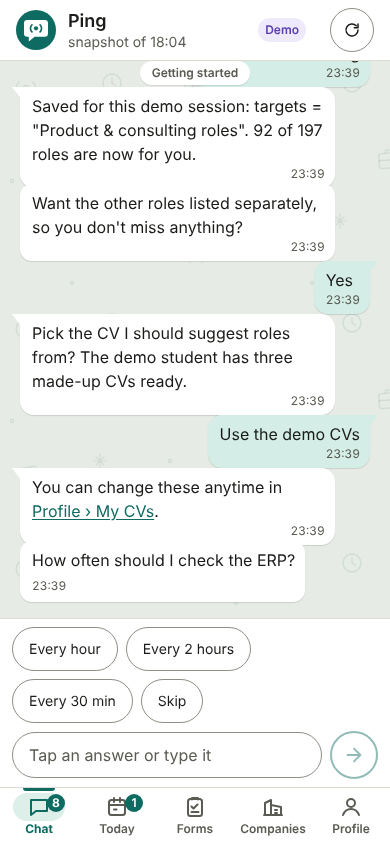 Ping
snapshot of 18:04
Demo
23:39
Getting started
Saved for this demo session: targets =
"Product & consulting roles". 92 of 197
roles are now for you.
23:39
Want the other roles listed separately,
so you don't miss anything?
23:39
Yes
23:39
Pick the CV I should suggest roles
from? The demo student has three
made-up CVs ready.
23:39
Use the demo CVs
23:39
You can change these anytime in
Profile › My CVs.
23:39
How often should I check the ERP?
23:39
Every hour
Every 2 hours
Every 30 min
Skip
Tap an answer or type it
8
1
Chat
Today
Forms
Companies
Profile